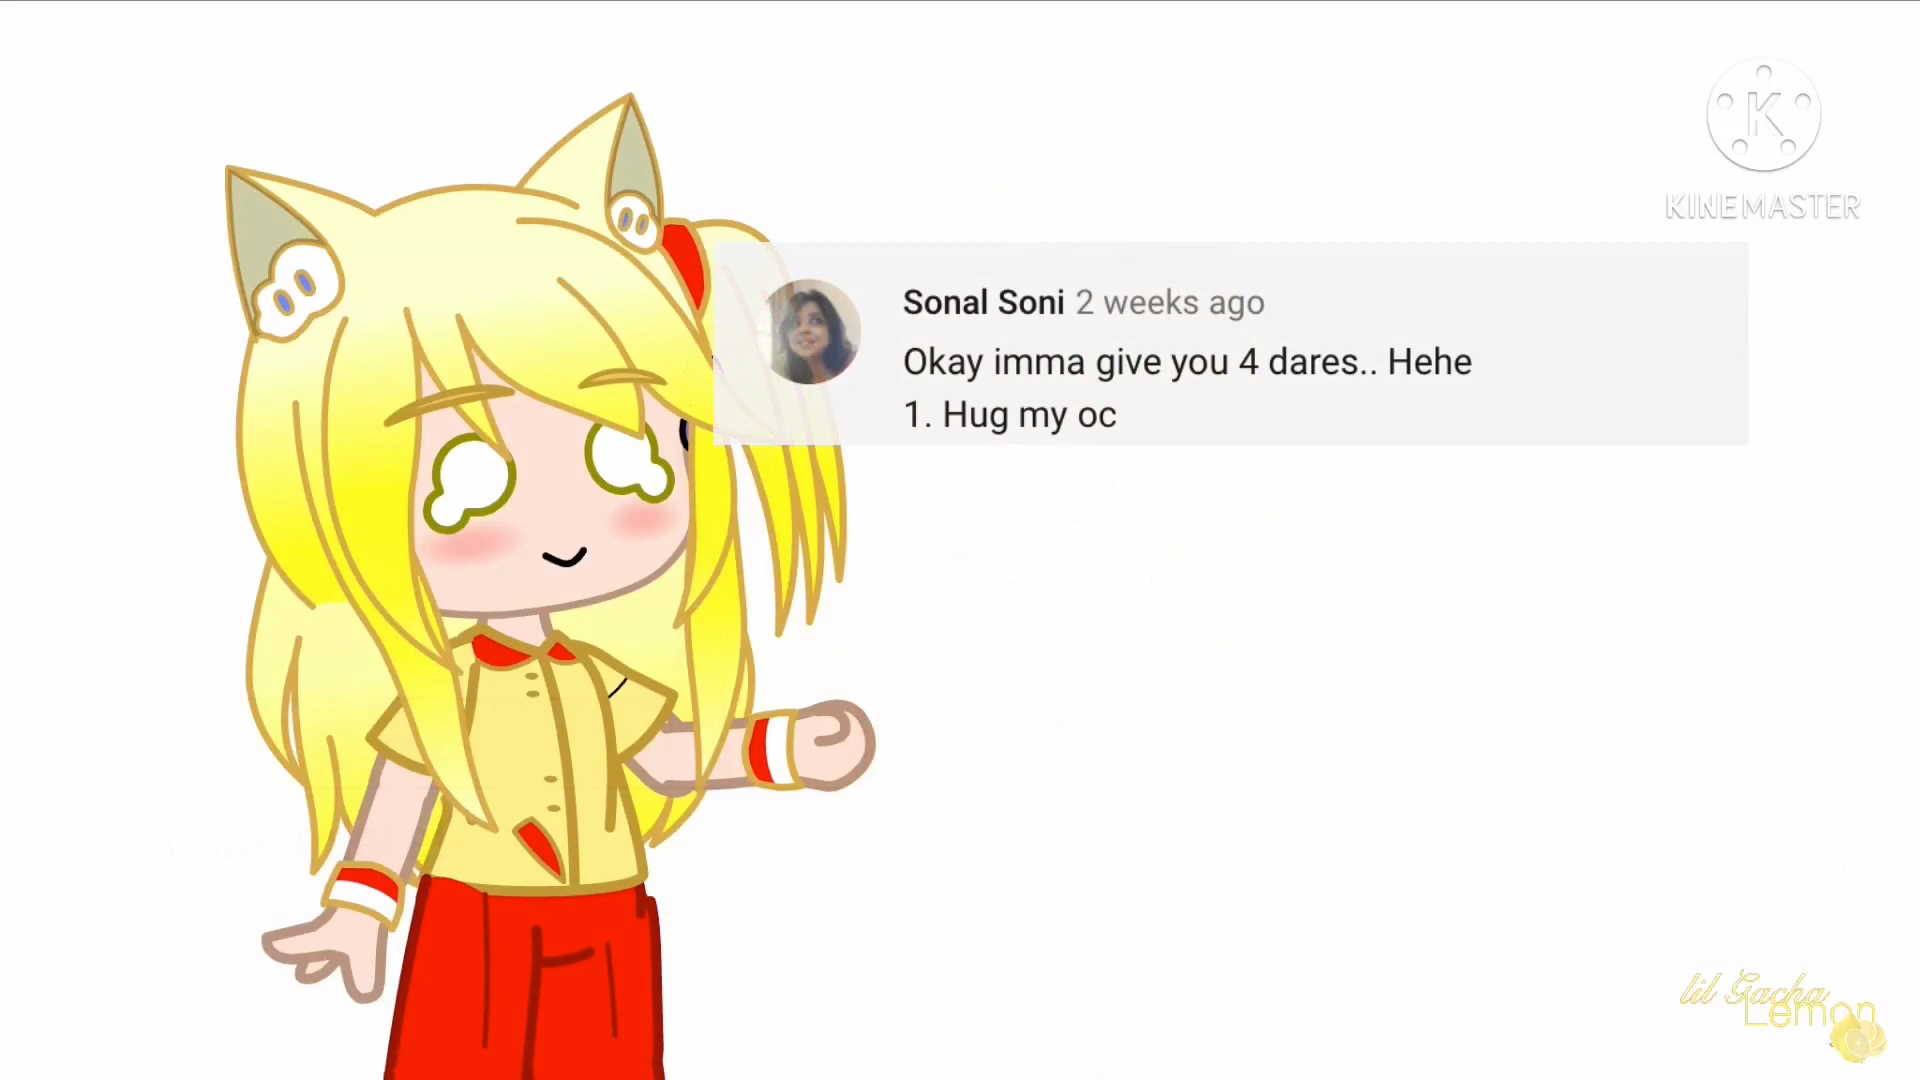 K
KINEMASTER
Sonal Soni 2 weeks ago
Okay imma give you 4 dares.. Hehe
1. Hug my oc
lil Gacha
Lemon